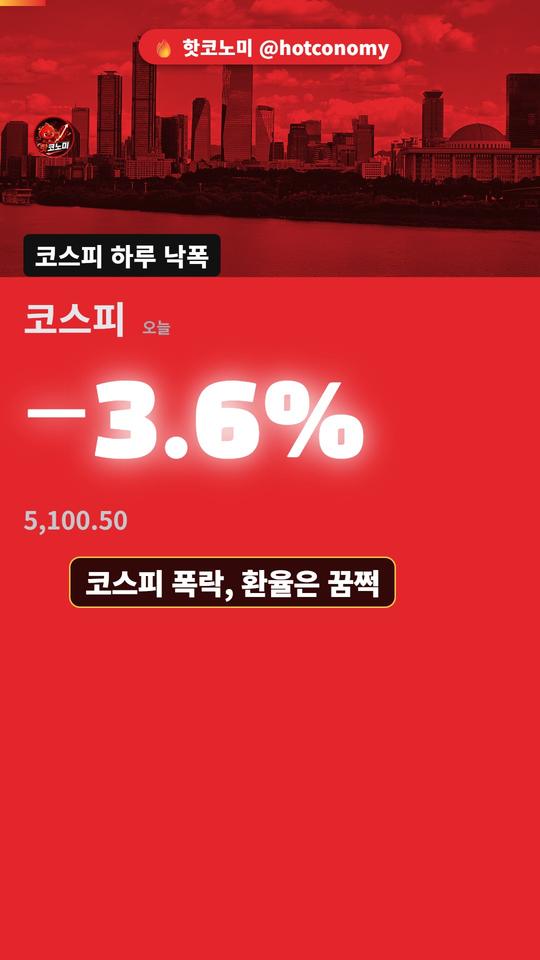 핫코노미 @hotconomy
핫코노미
코스피 하루 낙폭
코스피 오늘
−3.6%
5,100.50
코스피 폭락, 환율은 꿈쩍